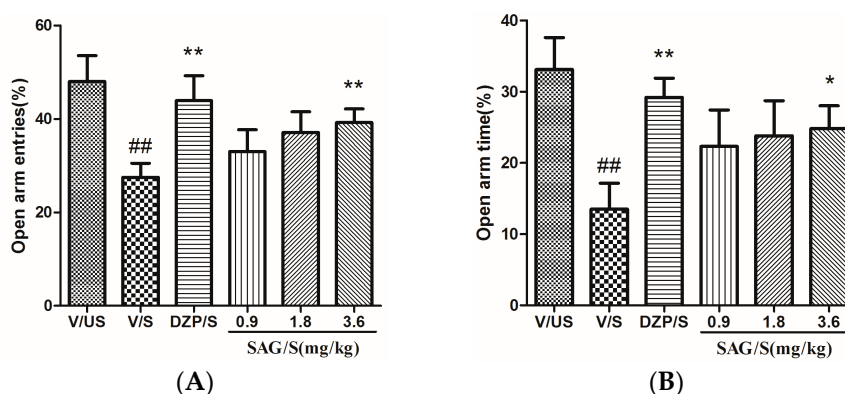 Open arm entries(%)
60
40
20
0
##
**
**
V/US V/S DZP/S 0.9 1.8 3.6
SAG/S(mg/kg)
(A)
Open arm time(%)
40
30
20
10
0
##
**
*
V/US V/S DZP/S 0.9 1.8 3.6
SAG/S(mg/kg)
(B)